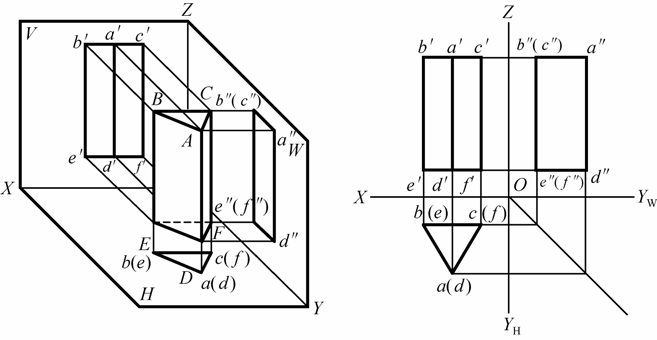 V
Z
b′ a′ c′
B C b″(c″)
A a″
W
e′ d′ f′
X
e″(f″)
F
E d″
b(e) c(f)
D
a(d)
H
Y
Z
b′ a′ c′ b″(c″) a″
e′ d′ f′ O e″(f″) d″
X Y_W
b(e) c(f)
a(d)
Y_H